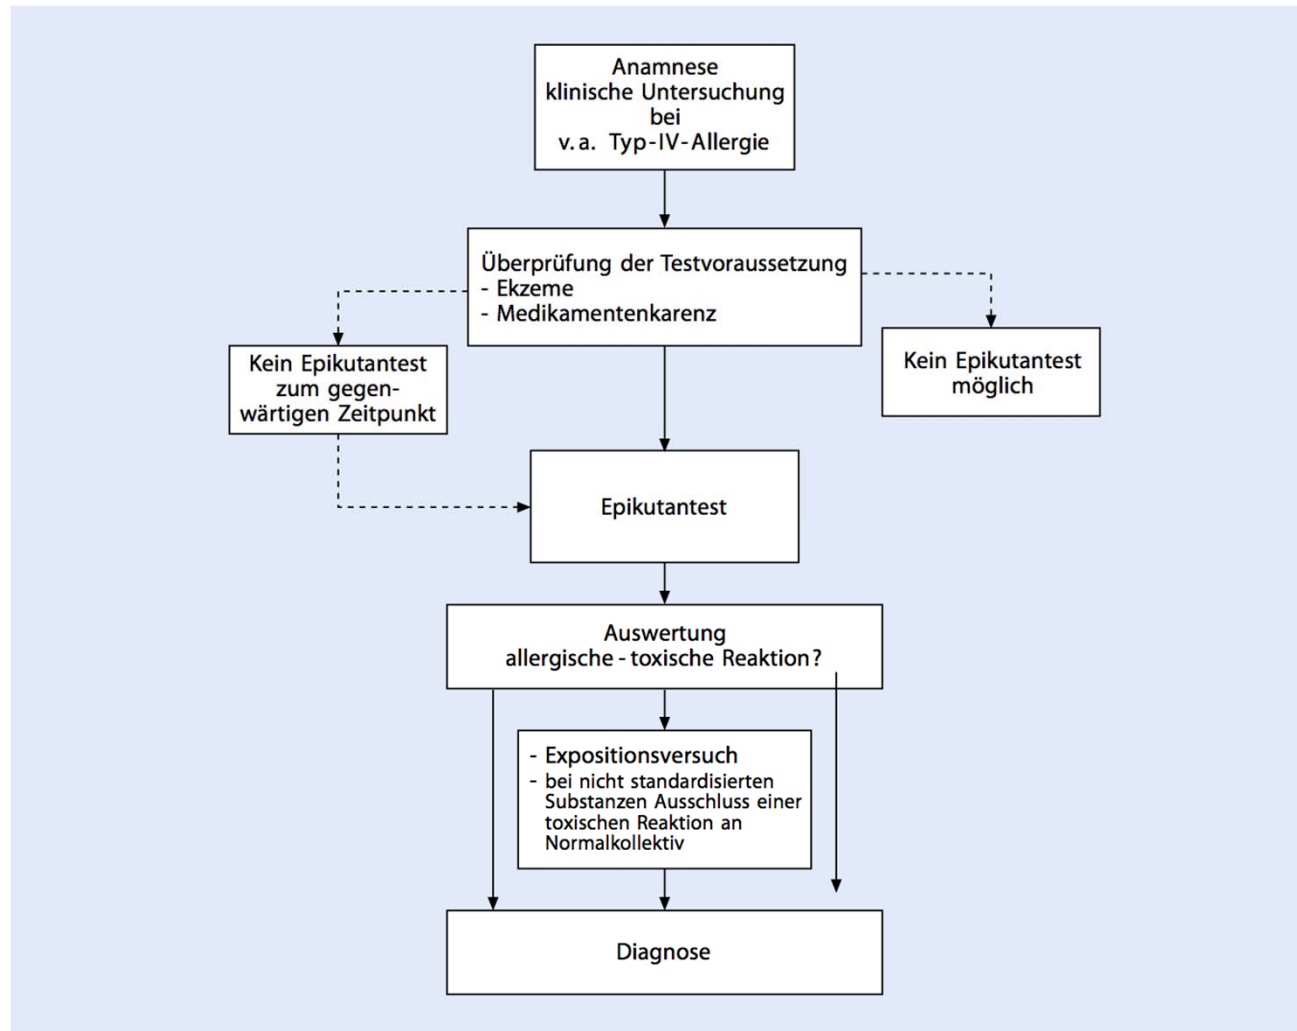 Anamnese
klinische Untersuchung
bei
v. a. Typ-IV-Allergie
Überprüfung der Testvoraussetzung
- Ekzeme
- Medikamentenkarenz
Kein Epikutantest
zum gegen-
wärtigen Zeitpunkt
Kein Epikutantest
möglich
Epikutantest
Auswertung
allergische - toxische Reaktion?
- Expositionsversuch
- bei nicht standardisierten
Substanzen Ausschluss einer
toxischen Reaktion an
Normalkollektiv
Diagnose